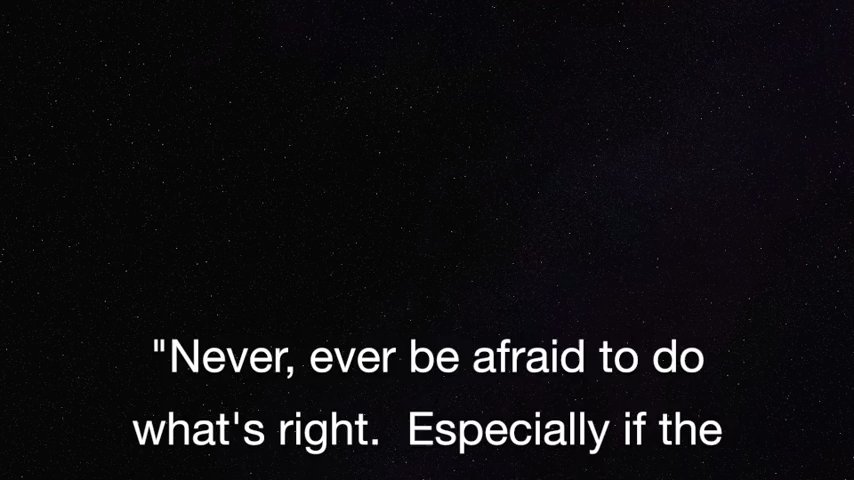 "Never, ever be afraid to do
what's right.  Especially if the